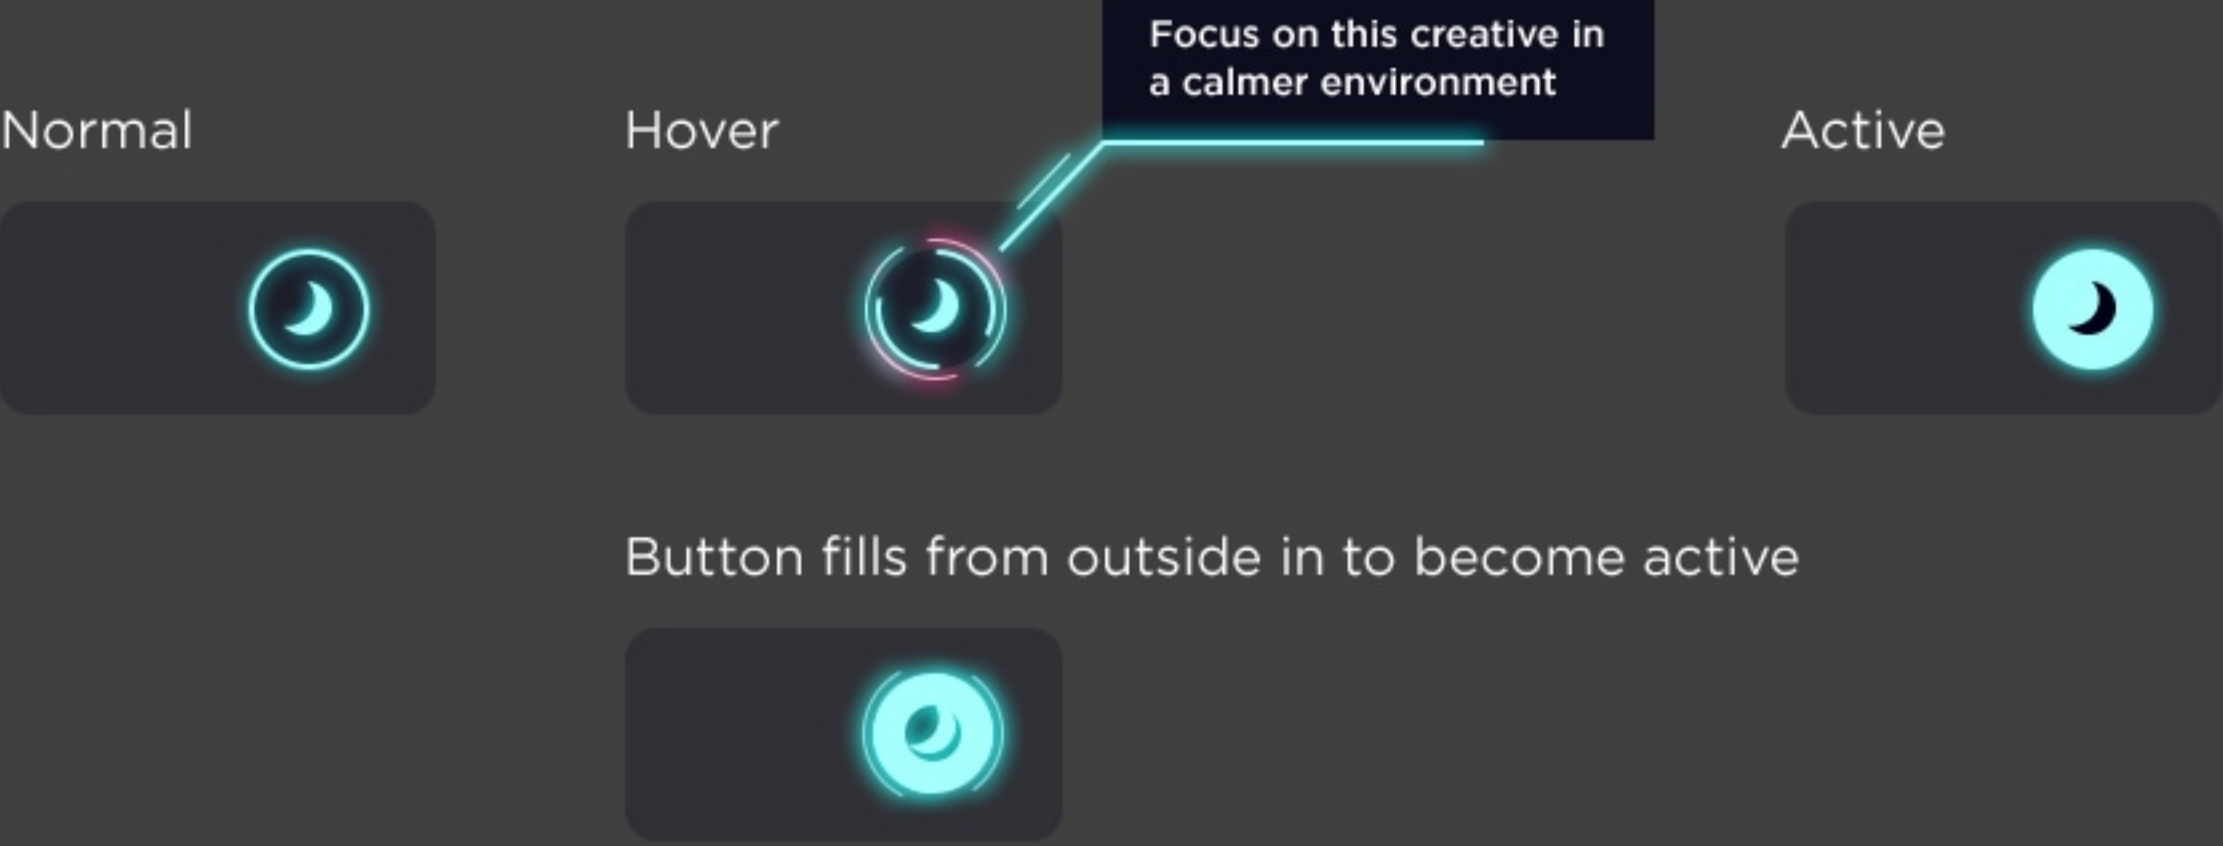 Focus on this creative in
a calmer environment
Normal
Hover
Active
Button fills from outside in to become active